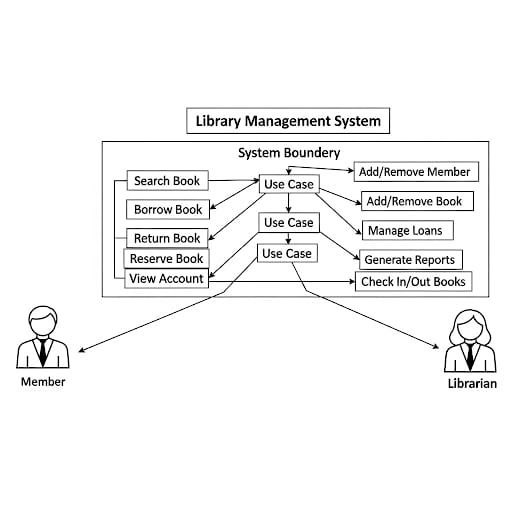 Library Management System
System Boundary
Search Book
Borrow Book
Return Book
Reserve Book
View Account
Use Case
Use Case
Use Case
Add/Remove Member
Add/Remove Book
Manage Loans
Generate Reports
Check In/Out Books
Member
Librarian